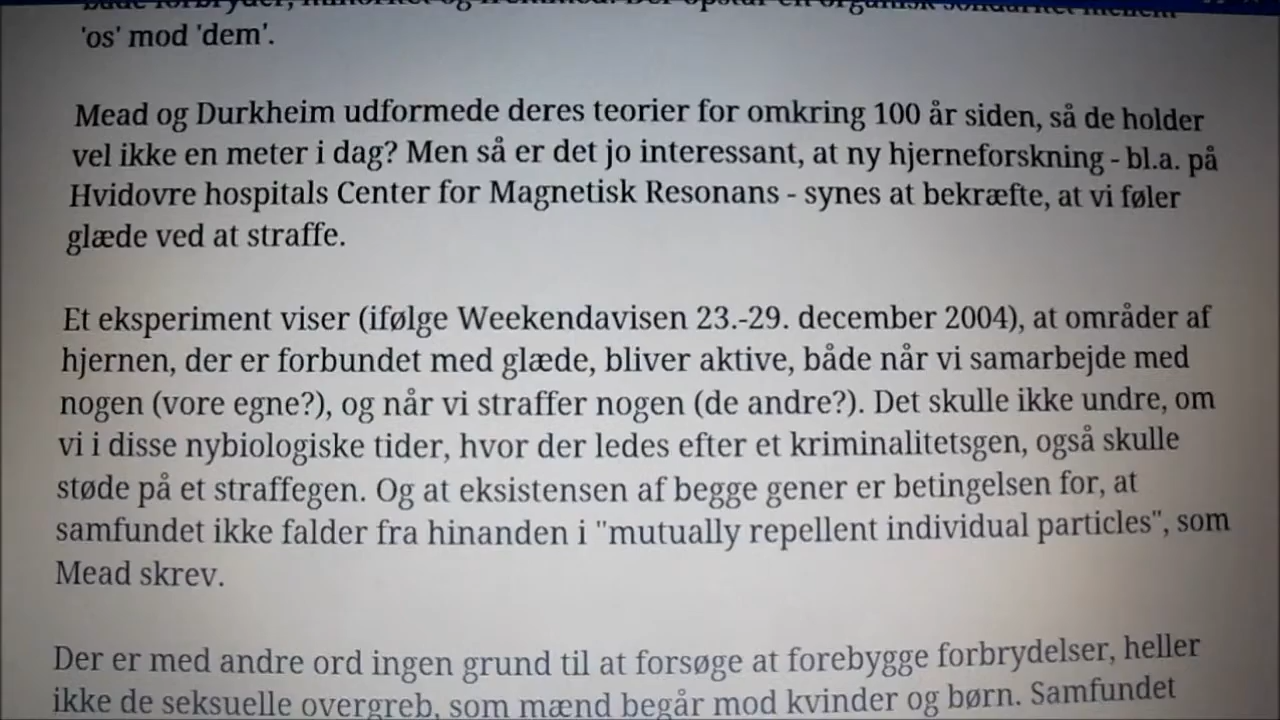 'os' mod 'dem'.
Mead og Durkheim udformede deres teorier for omkring 100 år siden, så de holder
vel ikke en meter i dag? Men så er det jo interessant, at ny hjerneforskning - bl.a. på
Hvidovre hospitals Center for Magnetisk Resonans - synes at bekræfte, at vi føler
glæde ved at straffe.
Et eksperiment viser (ifølge Weekendavisen 23.-29. december 2004), at områder af
hjernen, der er forbundet med glæde, bliver aktive, både når vi samarbejde med
nogen (vore egne?), og når vi straffer nogen (de andre?). Det skulle ikke undre, om
vi i disse nybiologiske tider, hvor der ledes efter et kriminalitetsgen, også skulle
støde på et straffegen. Og at eksistensen af begge gener er betingelsen for, at
samfundet ikke falder fra hinanden i "mutually repellent individual particles", som
Mead skrev.
Der er med andre ord ingen grund til at forsøge at forebygge forbrydelser, heller
ikke de seksuelle overgreb, som mænd begår mod kvinder og børn. Samfundet